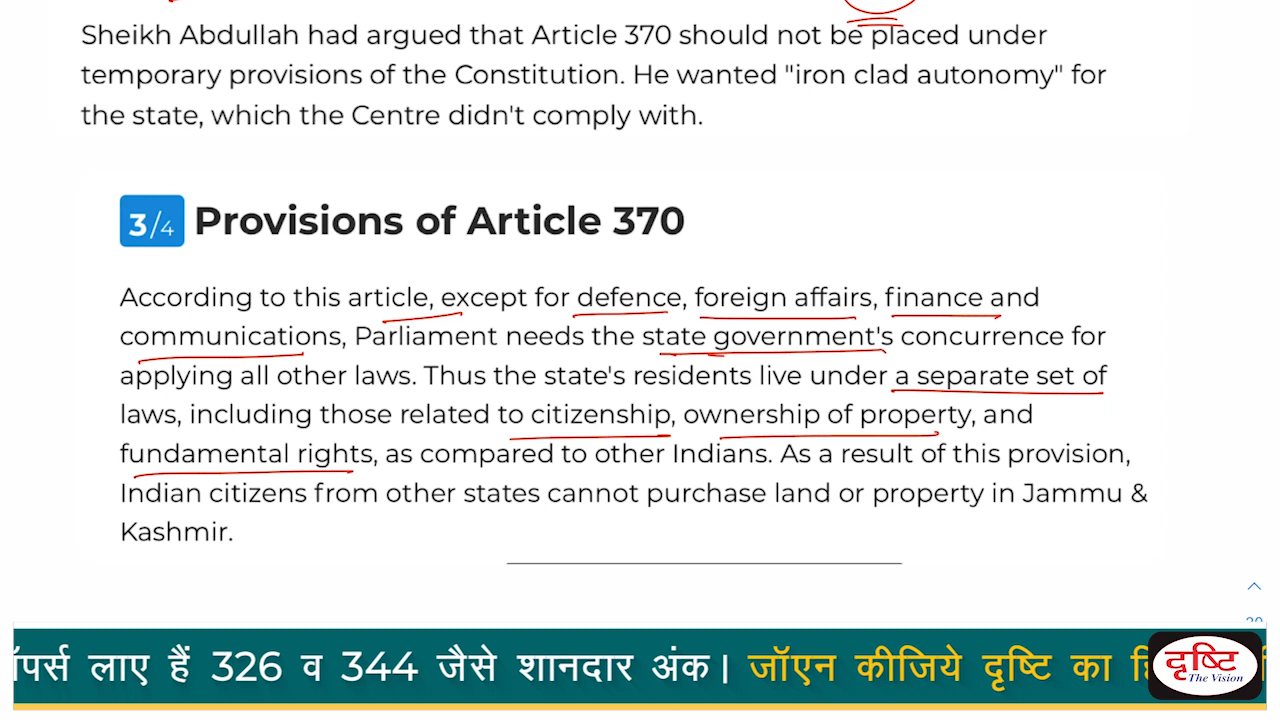 Sheikh Abdullah had argued that Article 370 should not be placed under
temporary provisions of the Constitution. He wanted "iron clad autonomy" for
the state, which the Centre didn't comply with.
3/4 Provisions of Article 370
According to this article, except for defence, foreign affairs, finance and
communications, Parliament needs the state government's concurrence for
applying all other laws. Thus the state's residents live under a separate set of
laws, including those related to citizenship, ownership of property, and
fundamental rights, as compared to other Indians. As a result of this provision,
Indian citizens from other states cannot purchase land or property in Jammu &
Kashmir.
लाए हैं 326 व 344 जैसे शानदार अंक। जॉएन कीजिये दृष्टि का
दृष्टि
The Vision